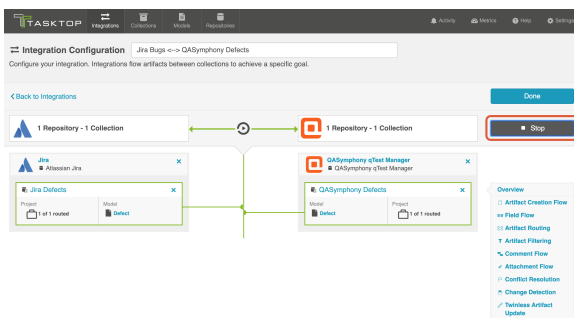 TASKTOP
Integrations
Collections
Models
Repositories
Activity
Metrics
Help
Settings
Integration Configuration
Jira Bugs <--> QASymphony Defects
Configure your integration. Integrations flow artifacts between collections to achieve a specific goal.
Back to Integrations
Done
1 Repository - 1 Collection
1 Repository - 1 Collection
Stop
Jira
Atlassian Jira
Jira Defects
Project
1 of 1 routed
Model
Defect
QASymphony qTest Manager
QASymphony qTest Manager
QASymphony Defects
Model
Defect
Project
1 of 1 routed
Overview
Artifact Creation Flow
Field Flow
Artifact Routing
Artifact Filtering
Comment Flow
Attachment Flow
Conflict Resolution
Change Detection
Twinless Artifact
Update